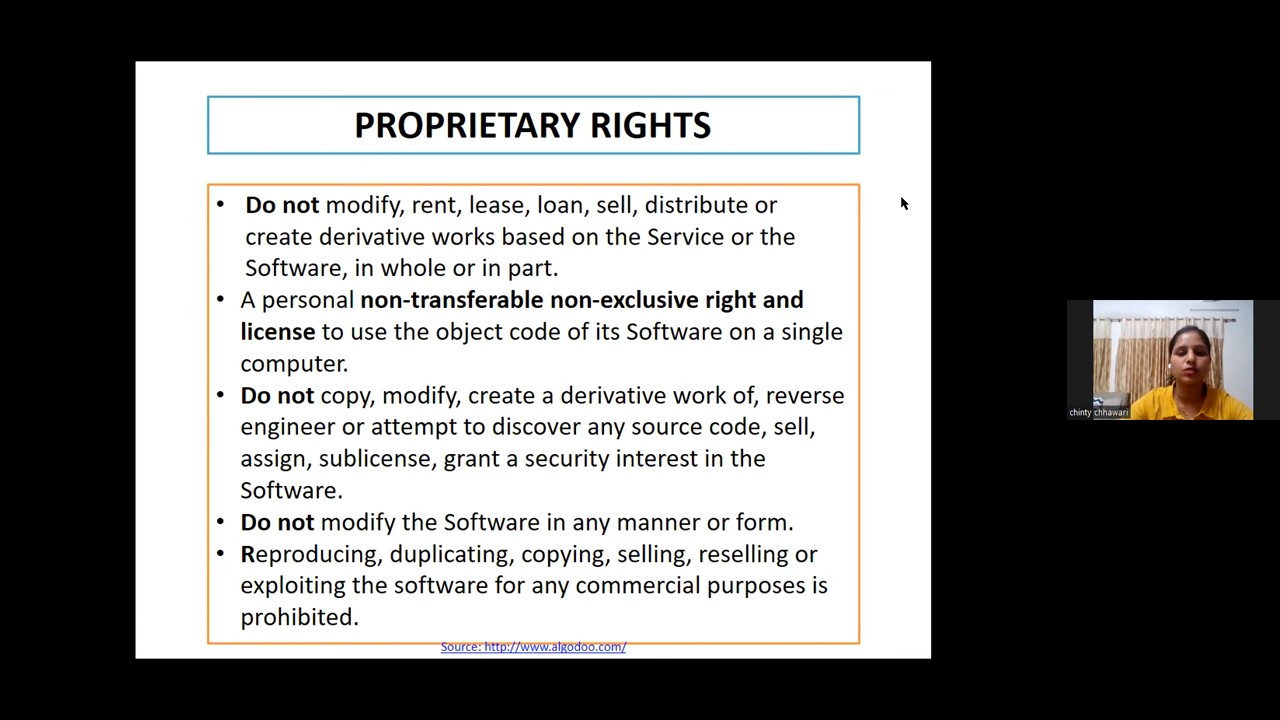 PROPRIETARY RIGHTS
• Do not modify, rent, lease, loan, sell, distribute or
create derivative works based on the Service or the
Software, in whole or in part.
• A personal non-transferable non-exclusive right and
license to use the object code of its Software on a single
computer.
• Do not copy, modify, create a derivative work of, reverse
engineer or attempt to discover any source code, sell,
assign, sublicense, grant a security interest in the
Software.
• Do not modify the Software in any manner or form.
• Reproducing, duplicating, copying, selling, reselling or
exploiting the software for any commercial purposes is
prohibited.
Source: http://www.algodoo.com/
chinty chhawari